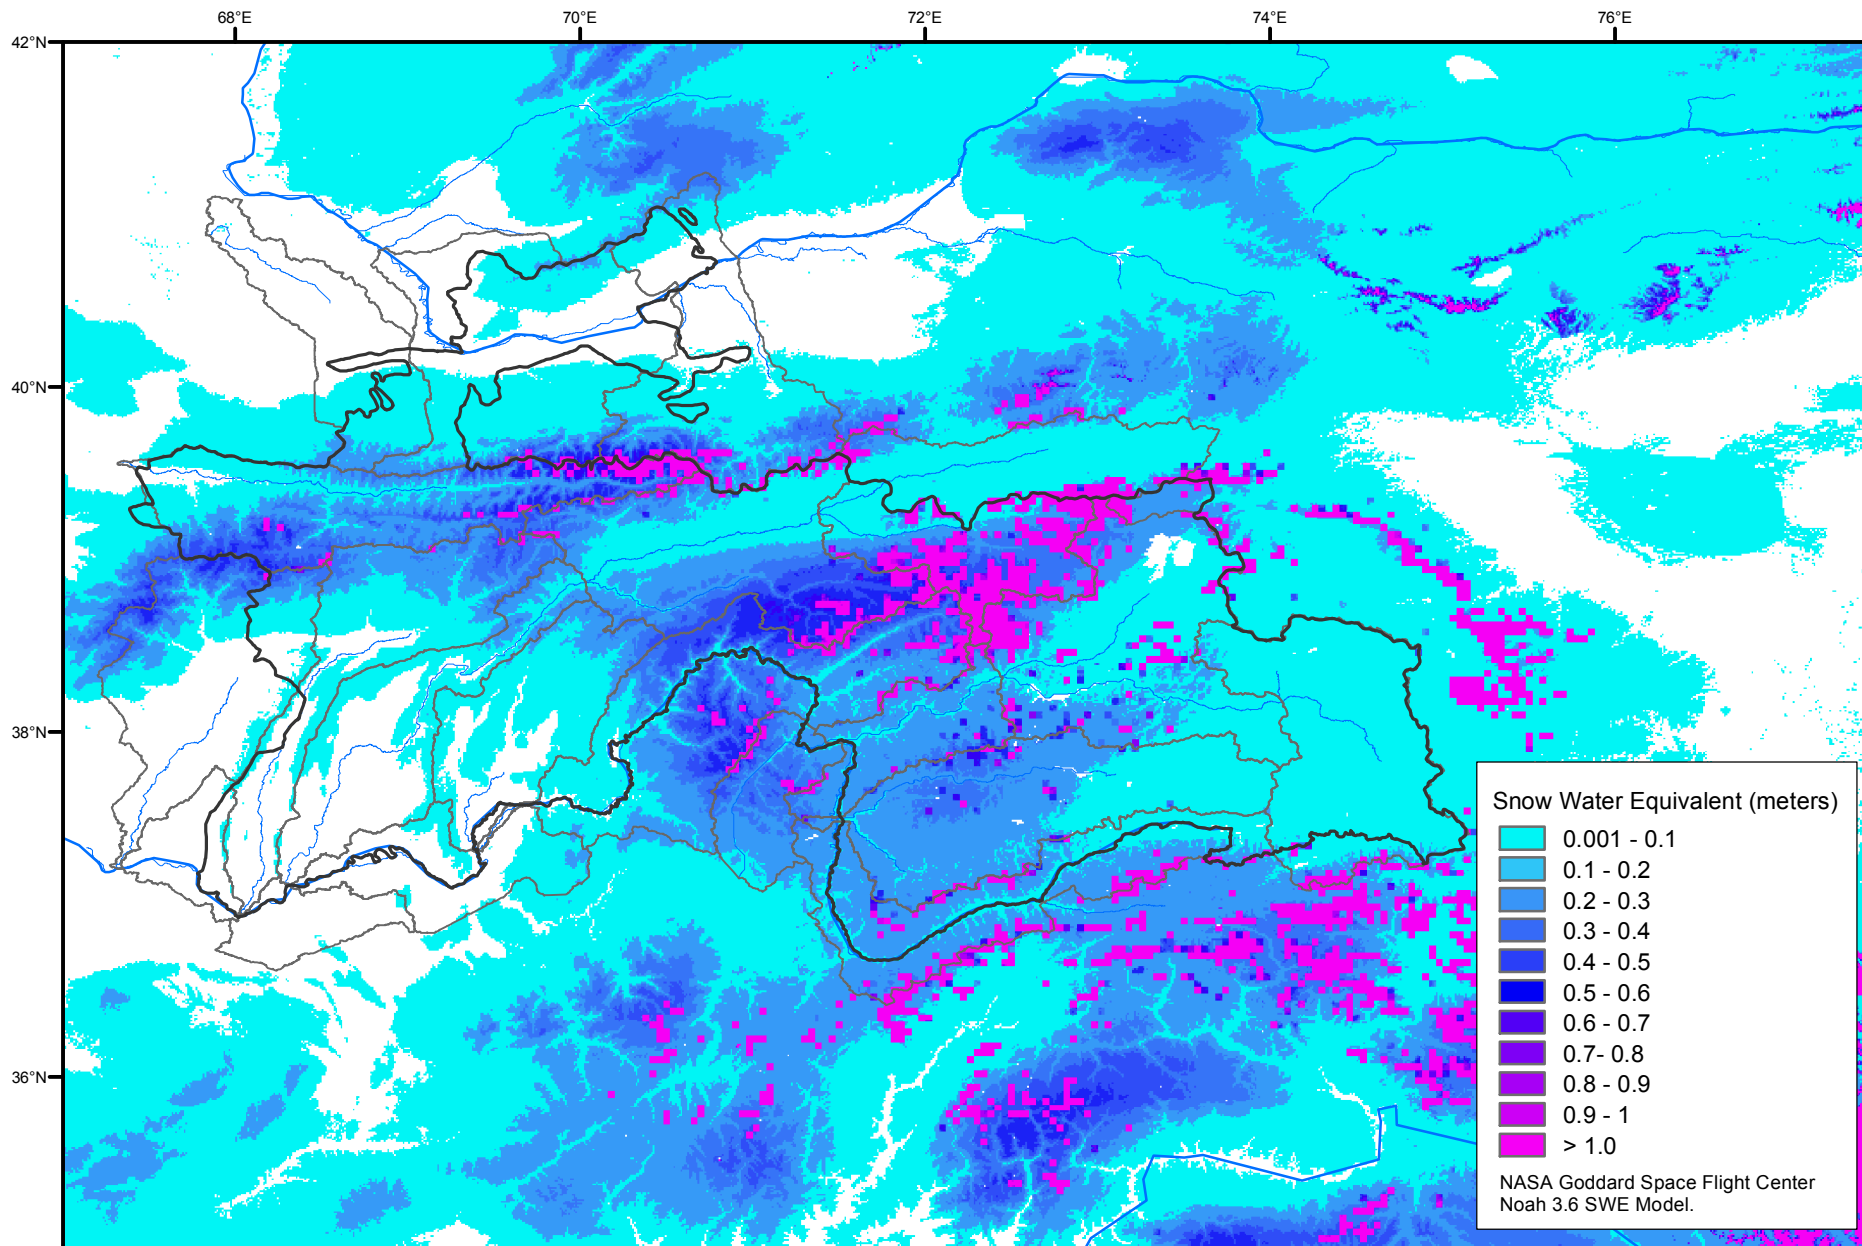 68°E
70°E
72°E
74°E
76°E
42°N
40°N
38°N
36°N
Snow Water Equivalent (meters)
0.001 - 0.1
0.1 - 0.2
0.2 - 0.3
0.3 - 0.4
0.4 - 0.5
0.5 - 0.6
0.6 - 0.7
0.7- 0.8
0.8 - 0.9
0.9 - 1
> 1.0
NASA Goddard Space Flight Center
Noah 3.6 SWE Model.